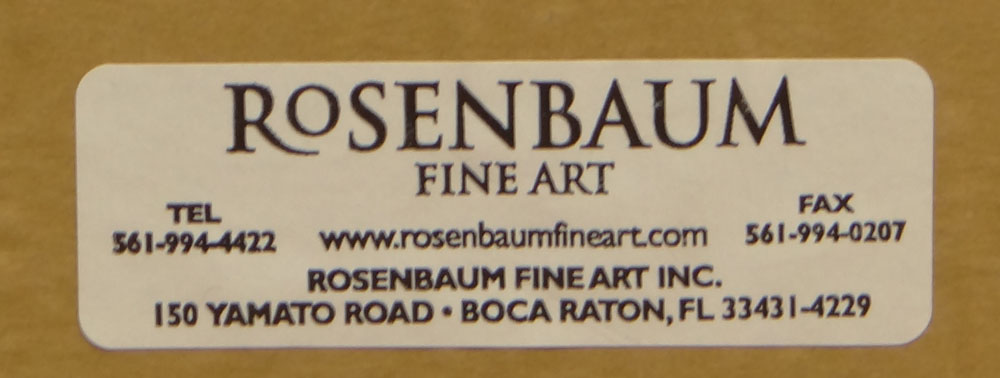 ROSENBAUM
FINE ART
TEL
561-994-4422
www.rosenbaumfineart.com
FAX
561-994-0207
ROSENBAUM FINE ART INC.
150 YAMATO ROAD • BOCA RATON, FL 33431-4229